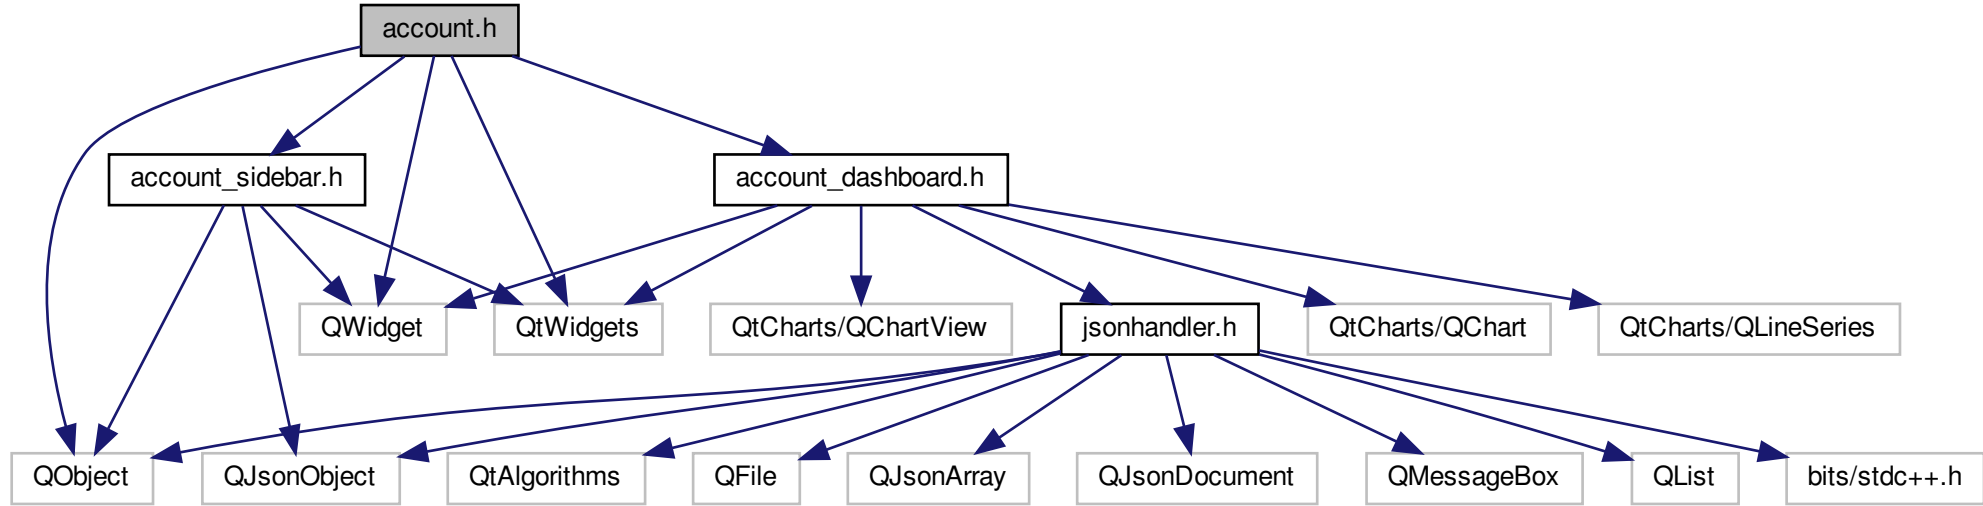 account.h
account_sidebar.h
account_dashboard.h
QWidget
QtWidgets
QtCharts/QChartView
jsonhandler.h
QtCharts/QChart
QtCharts/QLineSeries
QObject
QJsonObject
QtAlgorithms
QFile
QJsonArray
QJsonDocument
QMessageBox
QList
bits/stdc++.h